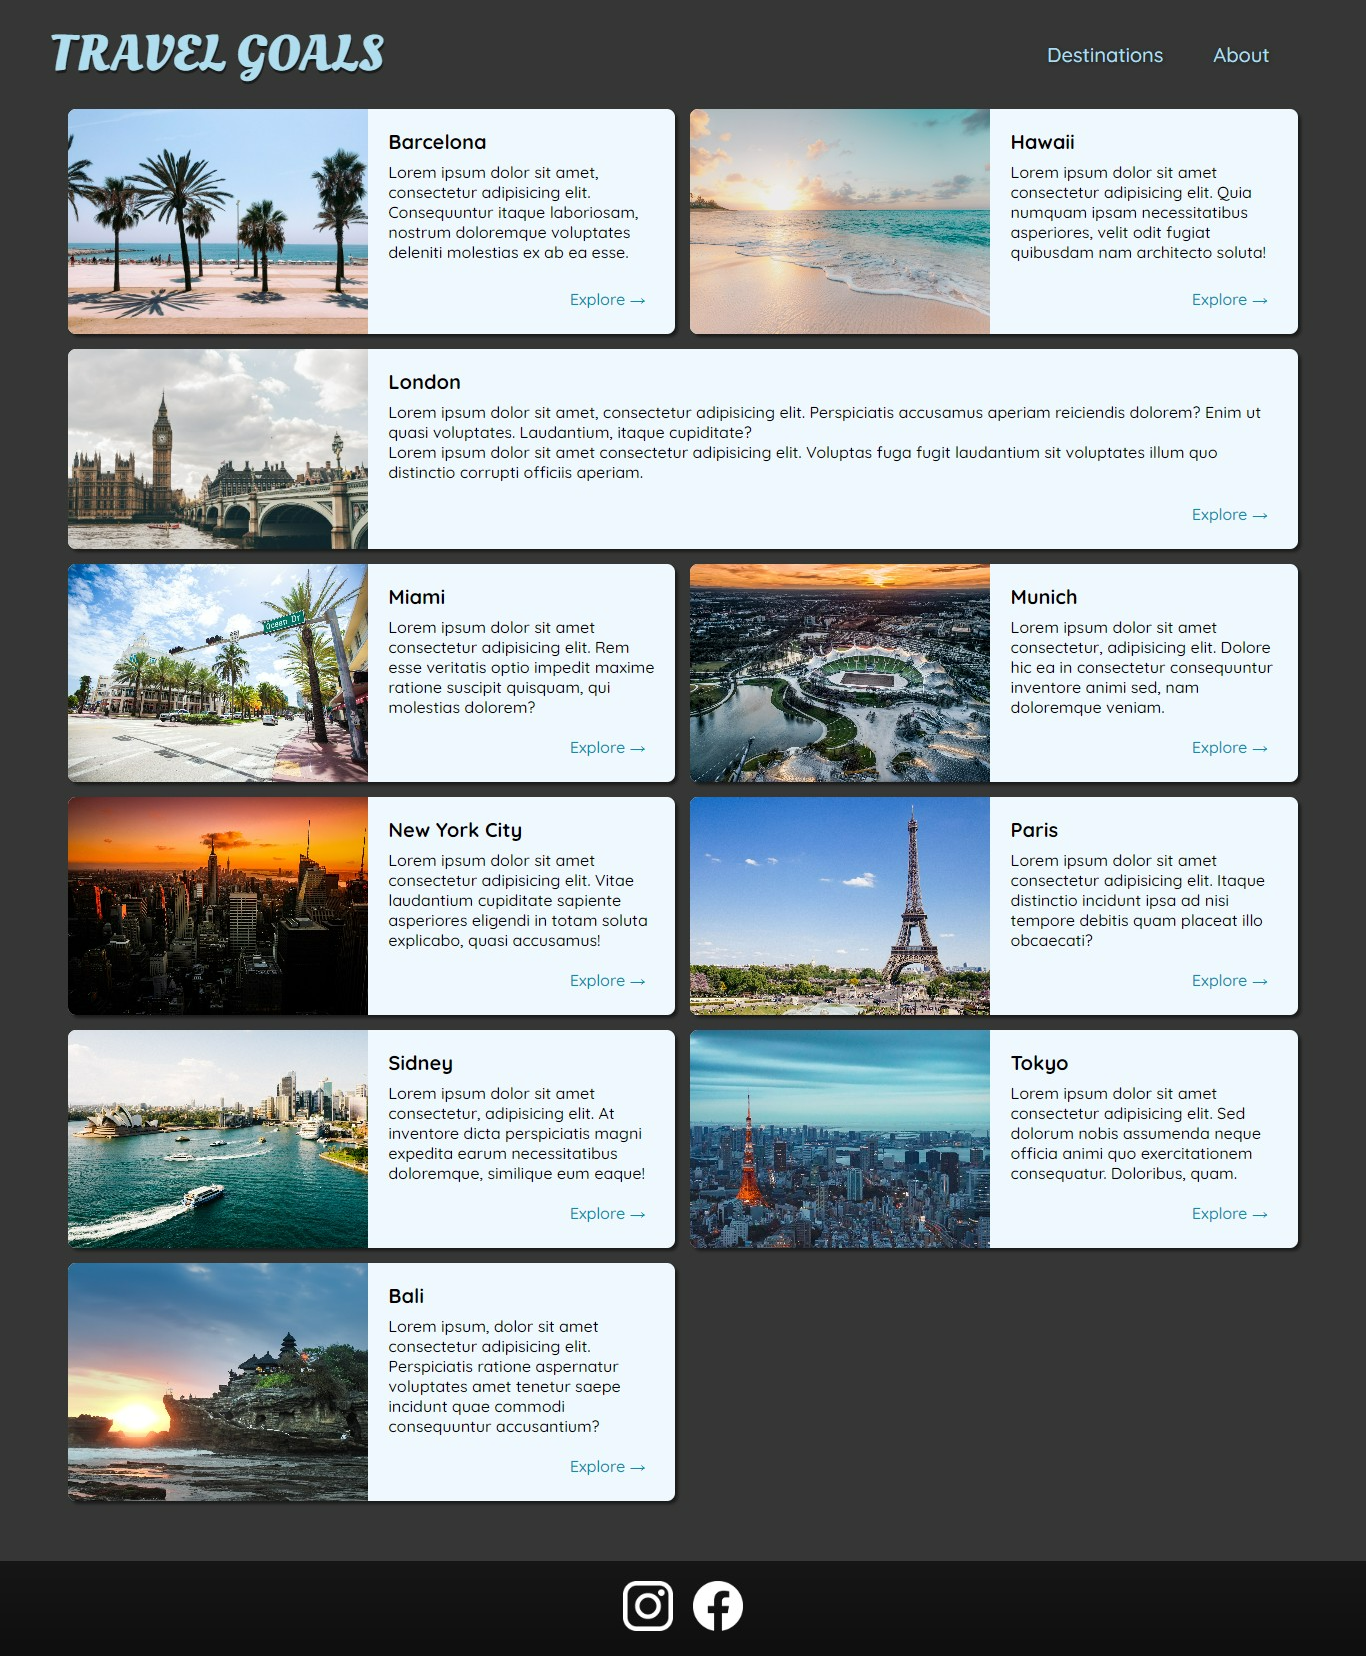 TRAVEL GOALS
Destinations
About
Barcelona
Lorem ipsum dolor sit amet,
consectetur adipisicing elit.
Consequuntur itaque laboriosam,
nostrum doloremque voluptates
deleniti molestias ex ab ea esse.
Explore →
Hawaii
Lorem ipsum dolor sit amet
consectetur adipisicing elit. Quia
numquam ipsam necessitatibus
asperiores, velit odit fugiat
quibusdam nam architecto soluta!
Explore →
London
Lorem ipsum dolor sit amet, consectetur adipisicing elit. Perspiciatis accusamus aperiam reiciendis dolorem? Enim ut
quasi voluptates. Laudantium, itaque cupiditate?
Lorem ipsum dolor sit amet consectetur adipisicing elit. Voluptas fuga fugit laudantium sit voluptates illum quo
distinctio corrupti officiis aperiam.
Explore →
Ocean Dr
Miami
Lorem ipsum dolor sit amet
consectetur adipisicing elit. Rem
esse veritatis optio impedit maxime
ratione suscipit quisquam, qui
molestias dolorem?
Explore →
Munich
Lorem ipsum dolor sit amet
consectetur, adipisicing elit. Dolore
hic ea in consectetur consequuntur
inventore animi sed, nam
doloremque veniam.
Explore →
New York City
Lorem ipsum dolor sit amet
consectetur adipisicing elit. Vitae
laudantium cupiditate sapiente
asperiores eligendi in totam soluta
explicabo, quasi accusamus!
Explore →
Paris
Lorem ipsum dolor sit amet
consectetur adipisicing elit. Itaque
distinctio incidunt ipsa ad nisi
tempore debitis quam placeat illo
obcaecati?
Explore →
Sidney
Lorem ipsum dolor sit amet
consectetur, adipisicing elit. At
inventore dicta perspiciatis magni
expedita earum necessitatibus
doloremque, similique eum eaque!
Explore →
Tokyo
Lorem ipsum dolor sit amet
consectetur adipisicing elit. Sed
dolorum nobis assumenda neque
officia animi quo exercitationem
consequatur. Doloribus, quam.
Explore →
Bali
Lorem ipsum, dolor sit amet
consectetur adipisicing elit.
Perspiciatis ratione aspernatur
voluptates amet tenetur saepe
incidunt quae commodi
consequuntur accusantium?
Explore →